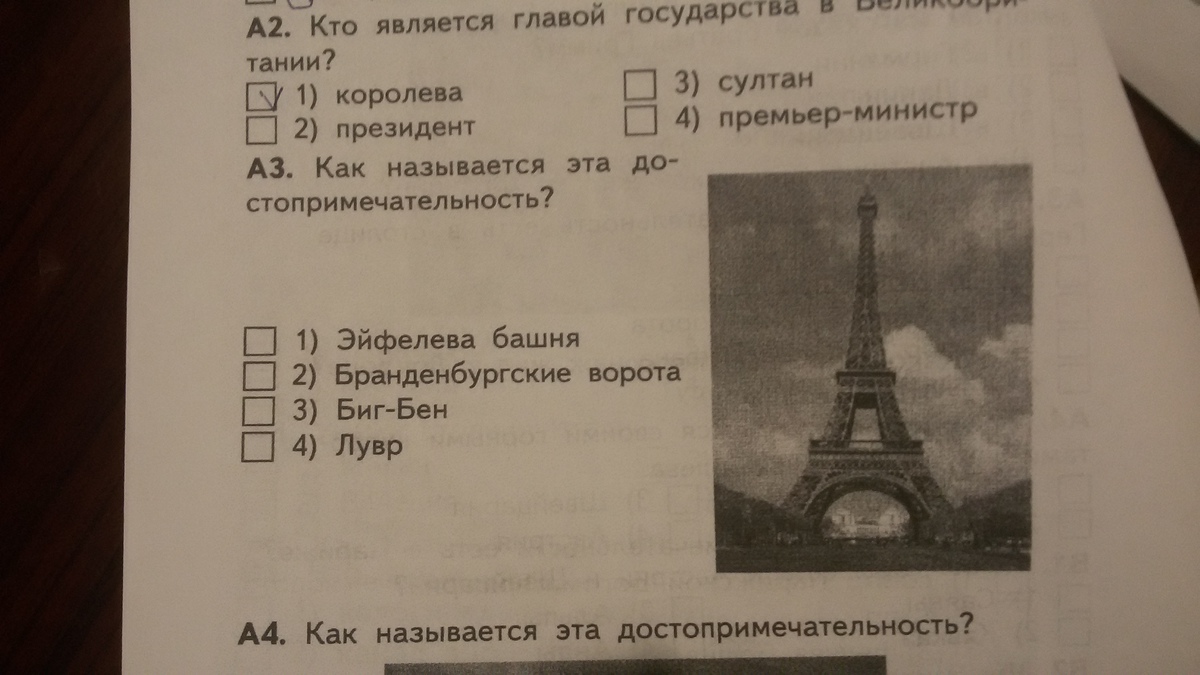 А2. Кто является главой государства в Великобри-
тании?
1) королева
2) президент
3) султан
4) премьер-министр
А3. Как называется эта до-
стопримечательность?
1) Эйфелева башня
2) Бранденбургские ворота
3) Биг-Бен
4) Лувр
А4. Как называется эта достопримечательность?